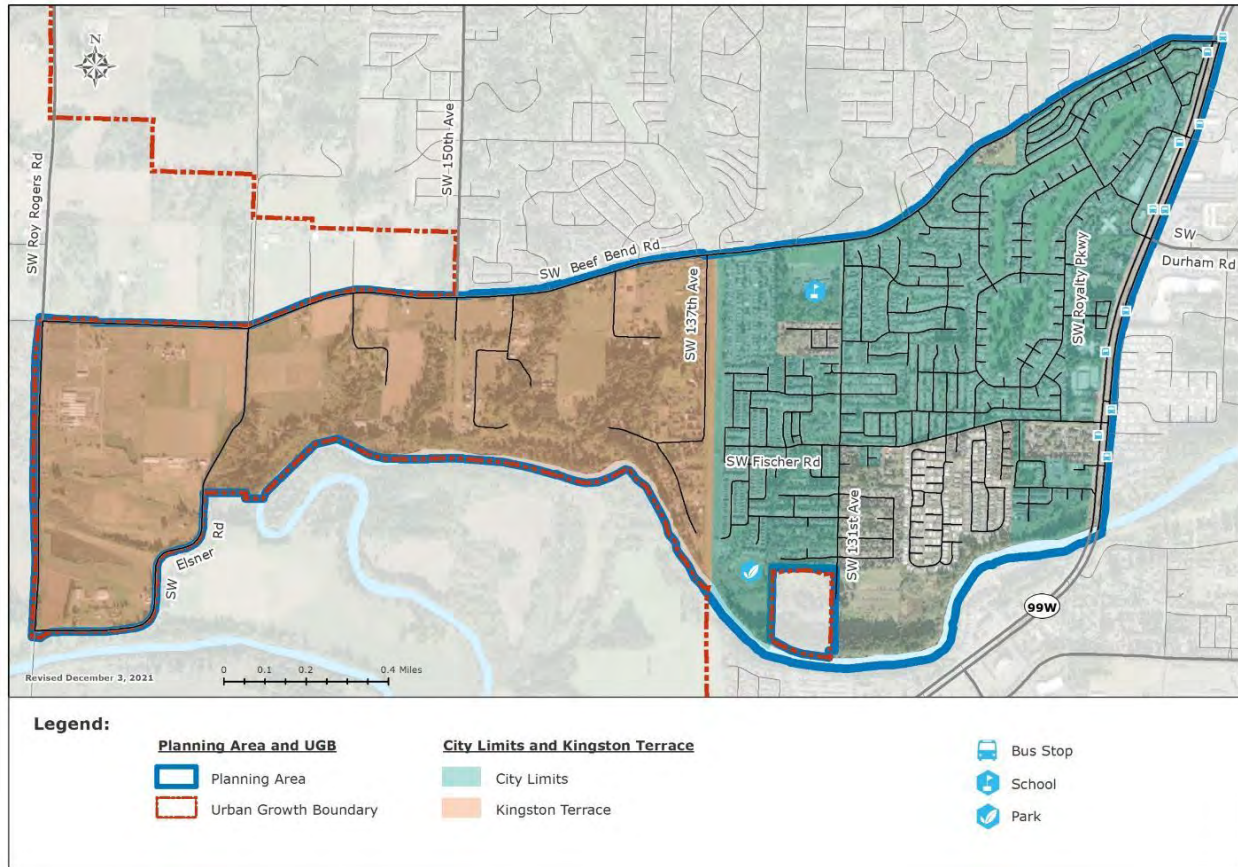 N
SW Roy Rogers Rd
SW 150th Ave
SW Beef Bend Rd
SW 137th Ave
SW Royalty Pkwy
SW
Durham Rd
SW Fischer Rd
SW 131st Ave
SW Elsner Rd
99W
0 0.1 0.2 0.4 Miles
Revised December 3, 2021
Legend:
Planning Area and UGB
Planning Area
Urban Growth Boundary
City Limits and Kingston Terrace
City Limits
Kingston Terrace
Bus Stop
School
Park